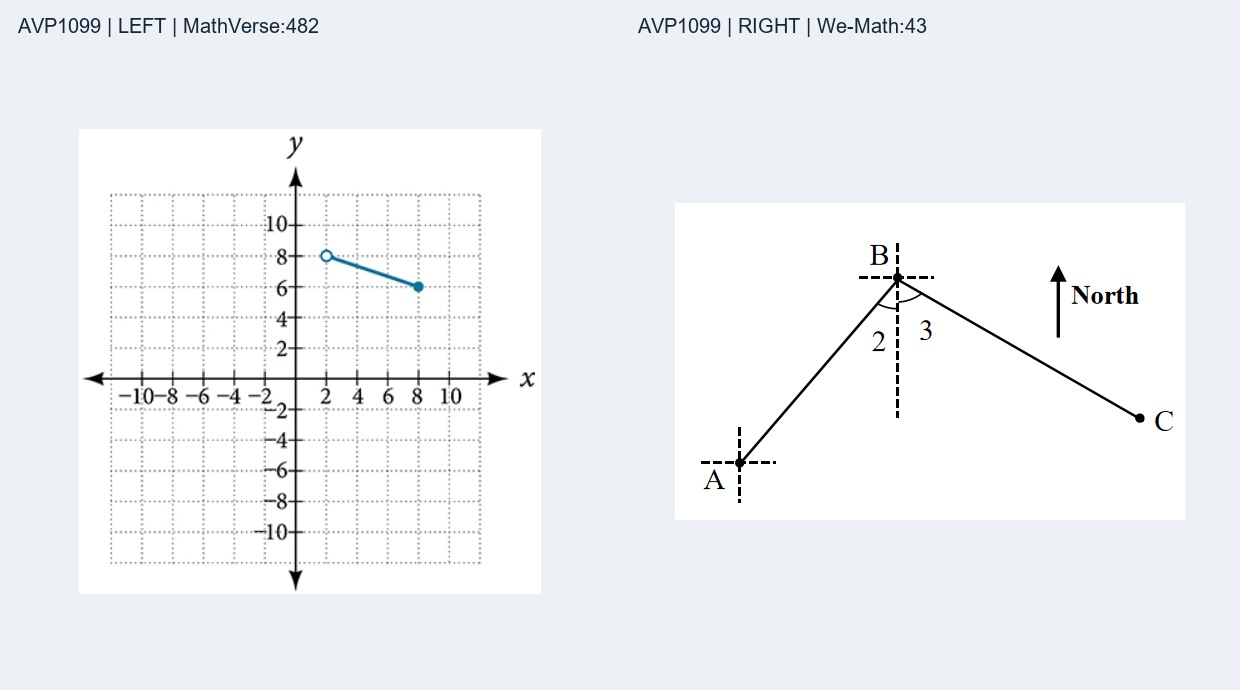 AVP1099 | LEFT | MathVerse:482
AVP1099 | RIGHT | We-Math:43
y
10
8
6
4
2
x
−10 −8 −6 −4 −2 2 4 6 8 10
−2
−4
−6
−8
−10
B
North
2 3
C
A